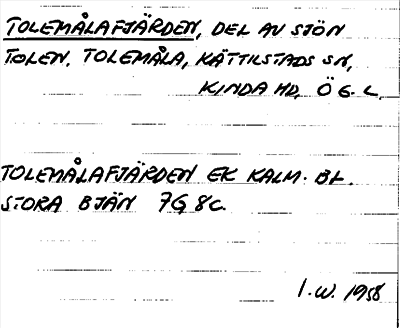 TOLEMÅLAFJÄRDEN, DEL AV SJÖN
TOLEN. TOLEMÅLA, KÄTTILSTADS SN,
KINDA HD, ÖG. L.
TOLEMÅLAFJÄRDEN EK KALM. BL.
STORA BJÄN 7G 8c.
I.W. 1958